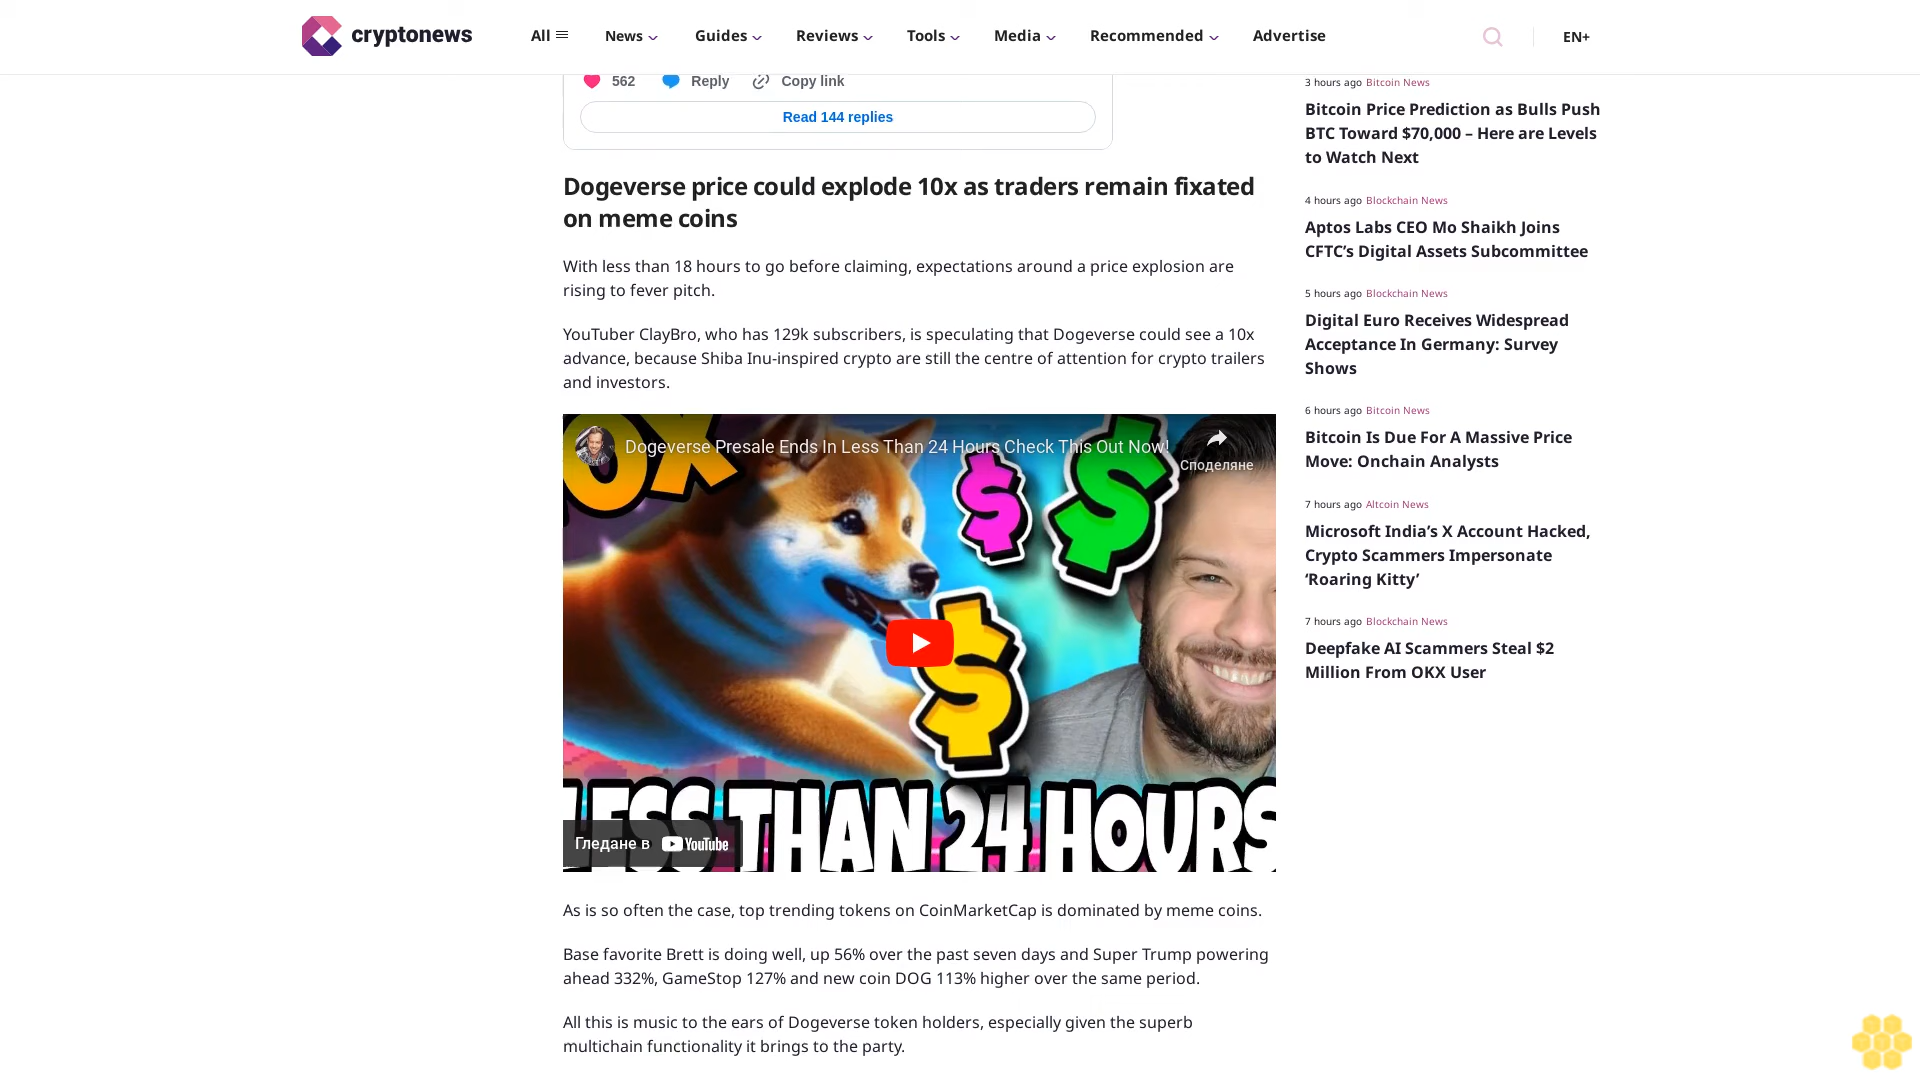 cryptonews
All
News
Guides
Reviews
Tools
Media
Recommended
Advertise
EN+
562
Reply
Copy link
Read 144 replies
Dogeverse price could explode 10x as traders remain fixated
on meme coins
With less than 18 hours to go before claiming, expectations around a price explosion are
rising to fever pitch.
YouTuber ClayBro, who has 129k subscribers, is speculating that Dogeverse could see a 10x
advance, because Shiba Inu-inspired crypto are still the centre of attention for crypto trailers
and investors.
Dogeverse Presale Ends In Less Than 24 Hours Check This Out Now!
Споделяне
LESS THAN 24 HOURS
Гледане в YouTube
As is so often the case, top trending tokens on CoinMarketCap is dominated by meme coins.
Base favorite Brett is doing well, up 56% over the past seven days and Super Trump powering
ahead 332%, GameStop 127% and new coin DOG 113% higher over the same period.
All this is music to the ears of Dogeverse token holders, especially given the superb
multichain functionality it brings to the party.
3 hours ago Bitcoin News
Bitcoin Price Prediction as Bulls Push
BTC Toward $70,000 – Here are Levels
to Watch Next
4 hours ago Blockchain News
Aptos Labs CEO Mo Shaikh Joins
CFTC’s Digital Assets Subcommittee
5 hours ago Blockchain News
Digital Euro Receives Widespread
Acceptance In Germany: Survey
Shows
6 hours ago Bitcoin News
Bitcoin Is Due For A Massive Price
Move: Onchain Analysts
7 hours ago Altcoin News
Microsoft India’s X Account Hacked,
Crypto Scammers Impersonate
‘Roaring Kitty’
7 hours ago Blockchain News
Deepfake AI Scammers Steal $2
Million From OKX User